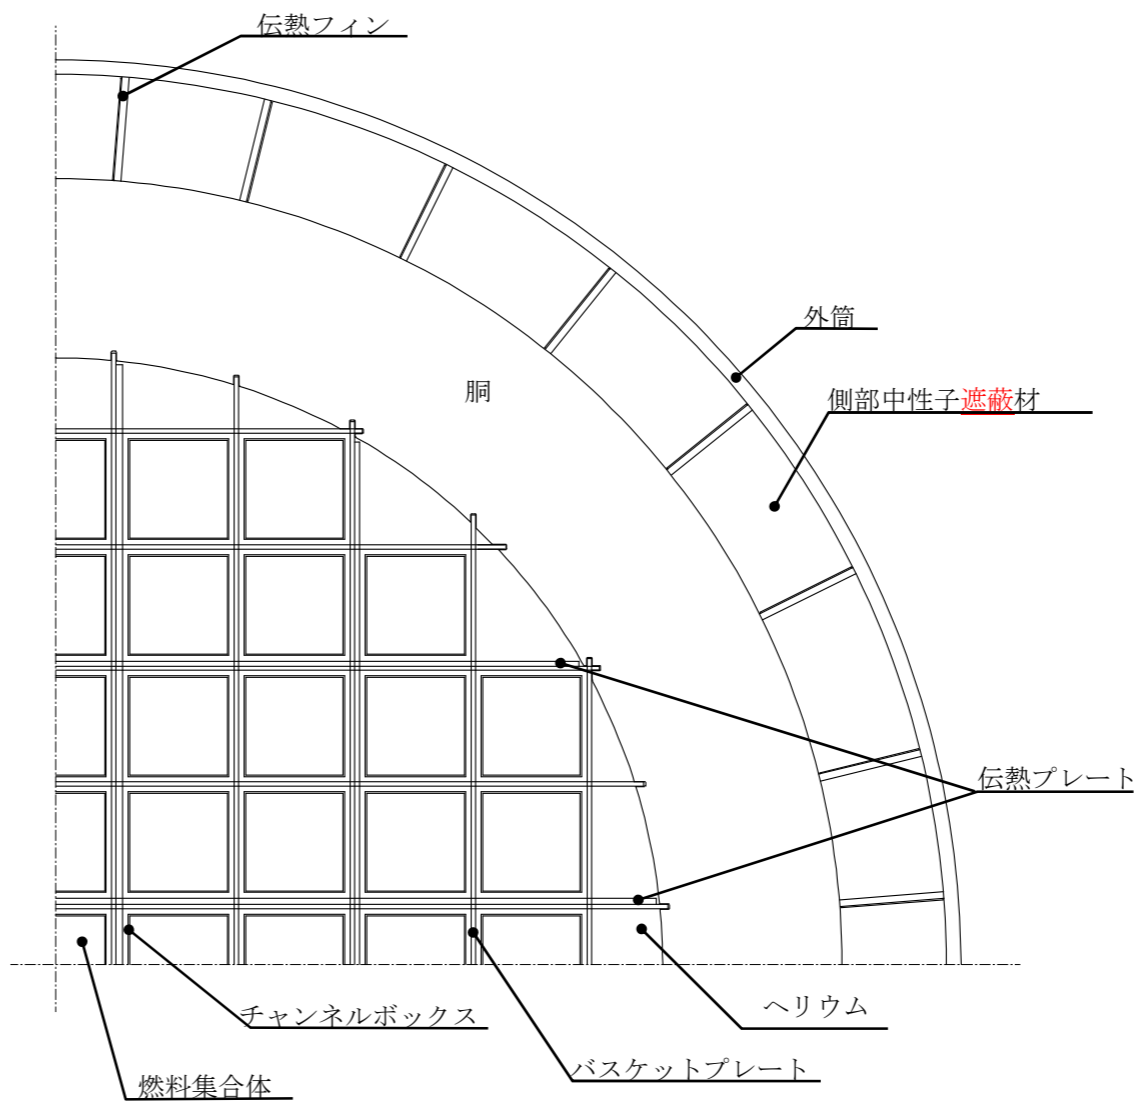 伝熱フィン
外筒
胴
側部中性子遮蔽材
伝熱プレート
ヘリウム
チャンネルボックス
バスケットプレート
燃料集合体